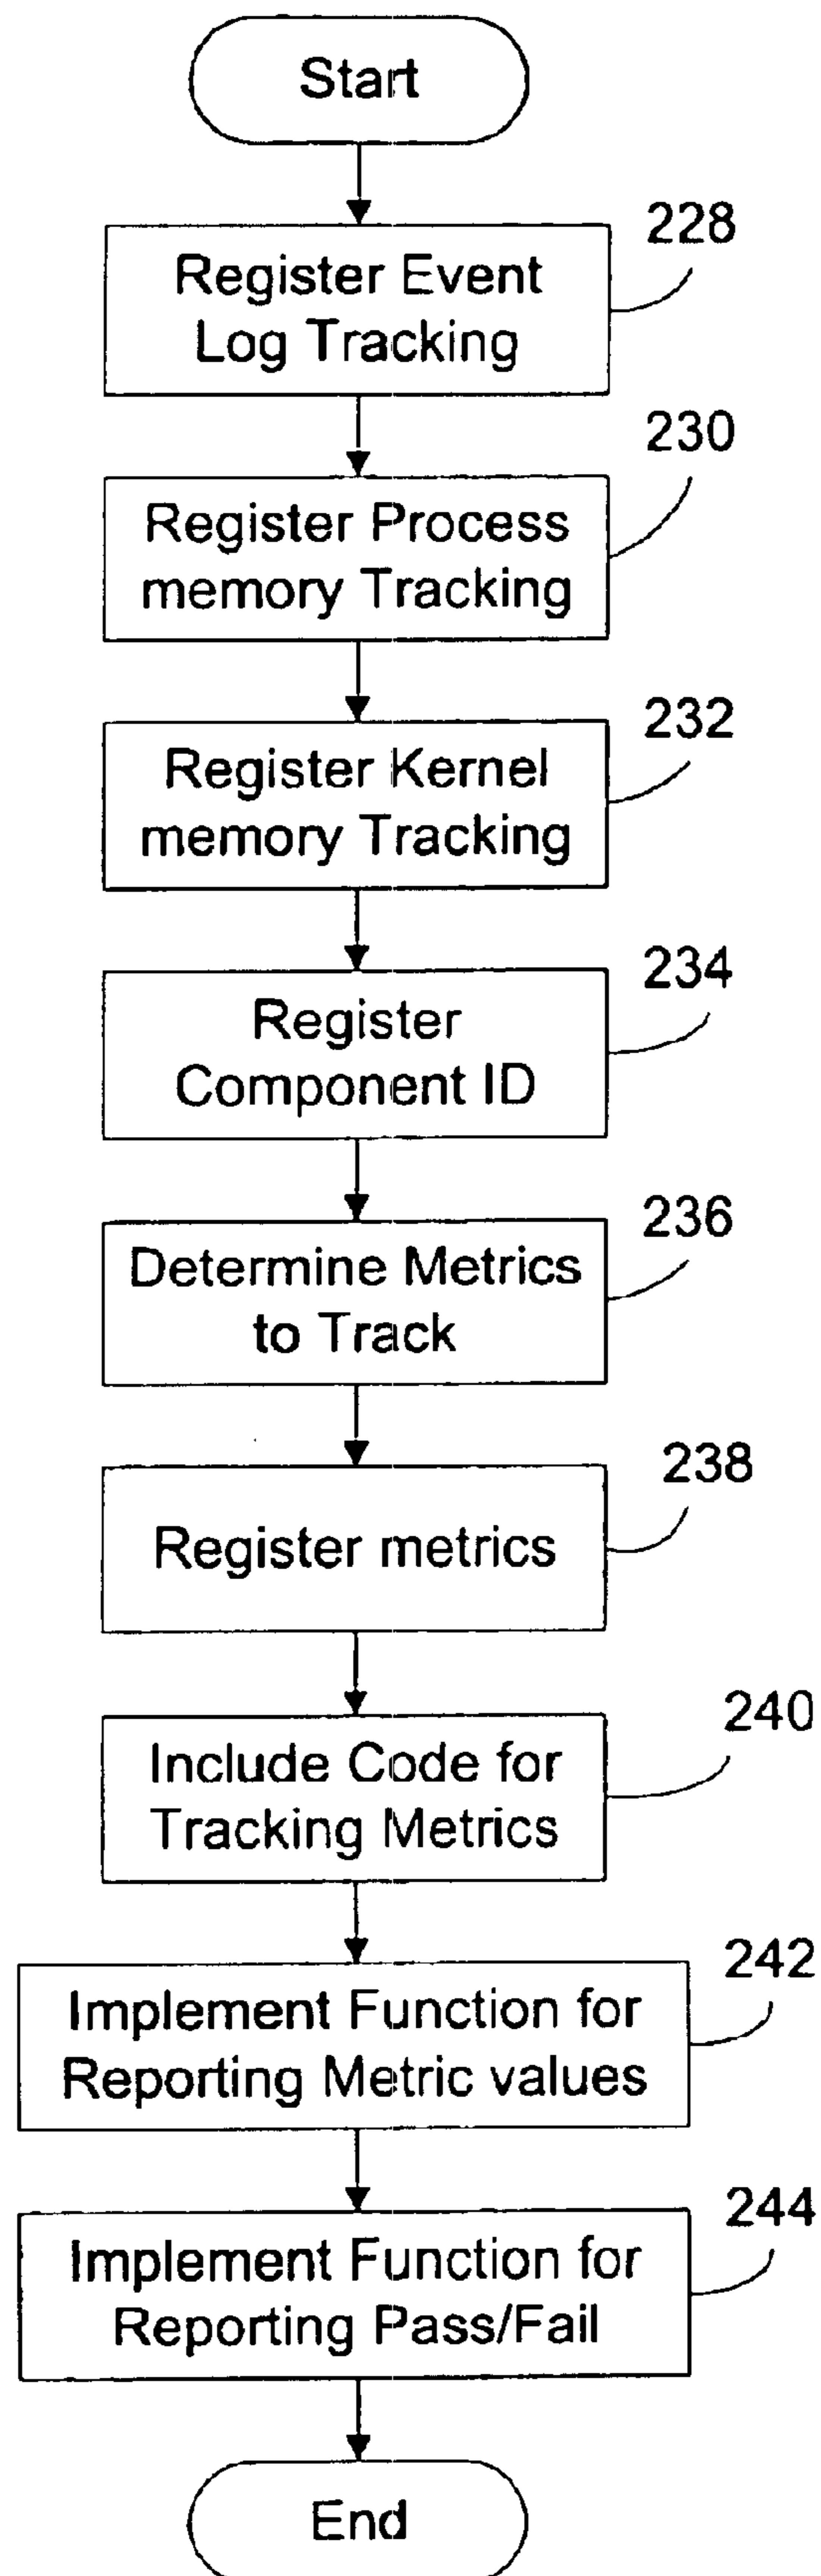 Start
228
Register Event
Log Tracking
230
Register Process
memory Tracking
232
Register Kernel
memory Tracking
234
Register
Component ID
236
Determine Metrics
to Track
238
Register metrics
240
Include Code for
Tracking Metrics
242
Implement Function for
Reporting Metric values
244
Implement Function for
Reporting Pass/Fail
End